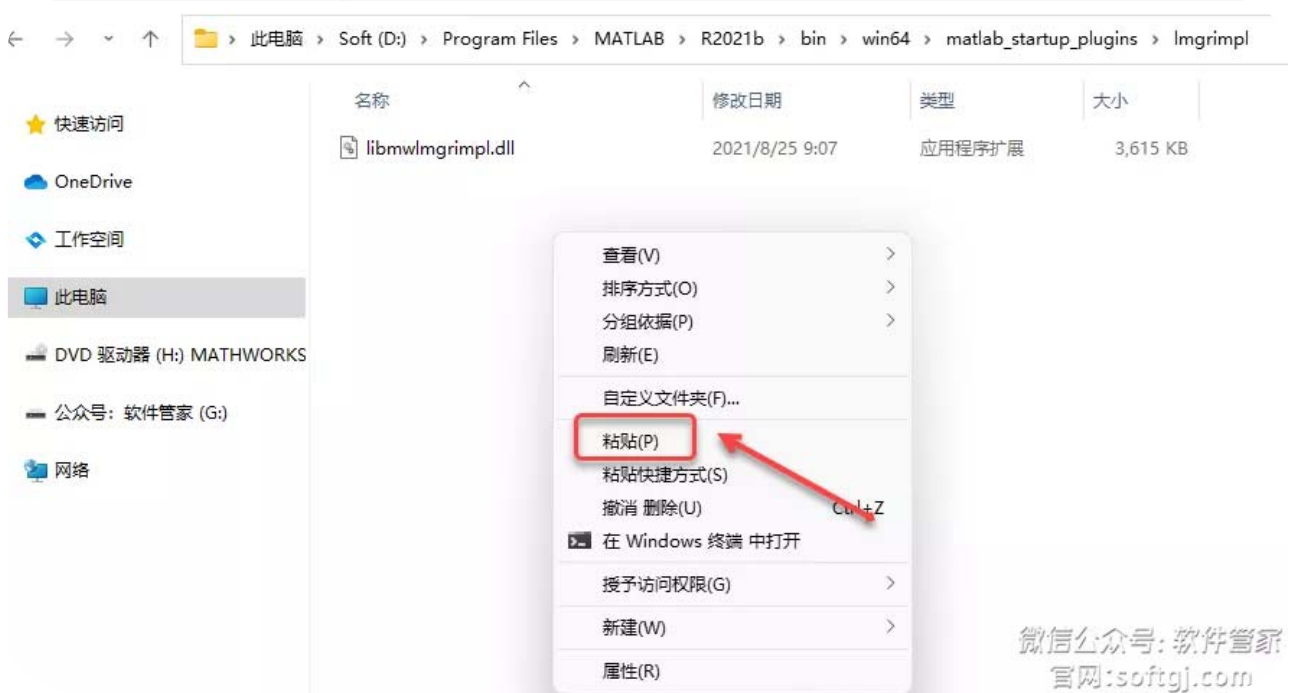 此电脑 > Soft (D:) > Program Files > MATLAB > R2021b > bin > win64 > matlab_startup_plugins > lmgrimpl
名称 修改日期 类型 大小
libmwlmgrimpl.dll 2021/8/25 9:07 应用程序扩展 3,615 KB
快速访问
OneDrive
工作空间
此电脑
DVD 驱动器 (H:) MATHWORKS
公众号：软件管家 (G:)
网络
查看(V)
排序方式(O)
分组依据(P)
刷新(E)
自定义文件夹(F)...
粘贴(P)
粘贴快捷方式(S)
撤消 删除(U) Ctrl+Z
在 Windows 终端 中打开
授予访问权限(G)
新建(W)
属性(R)
微信公众号:软件管家
官网:softgj.com